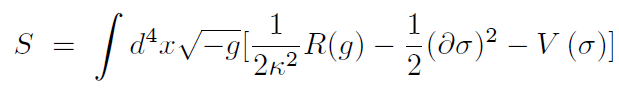 S = ∫ d⁴x√−g[ 1/2κ² R(g) − 1/2 (∂σ)² − V (σ)]